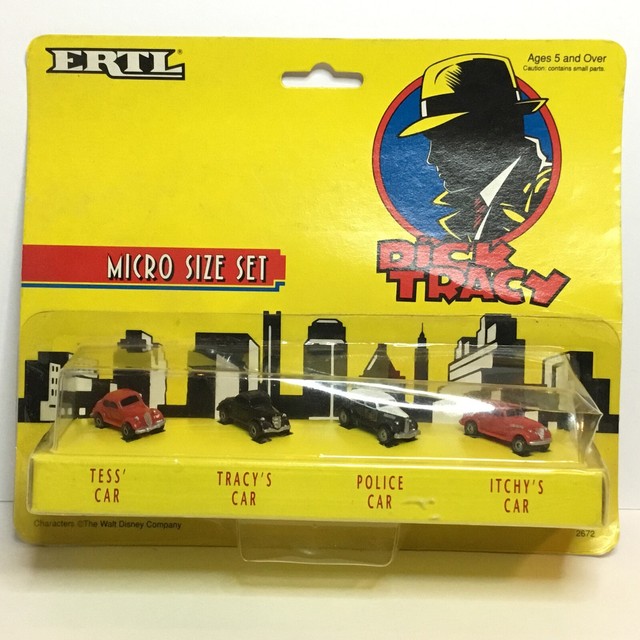 ERTL®
Ages 5 and Over
Caution: contains small parts.
DICK
TRACY
MICRO SIZE SET
TESS'
CAR
TRACY'S
CAR
POLICE
CAR
ITCHY'S
CAR
Characters ©The Walt Disney Company
2672